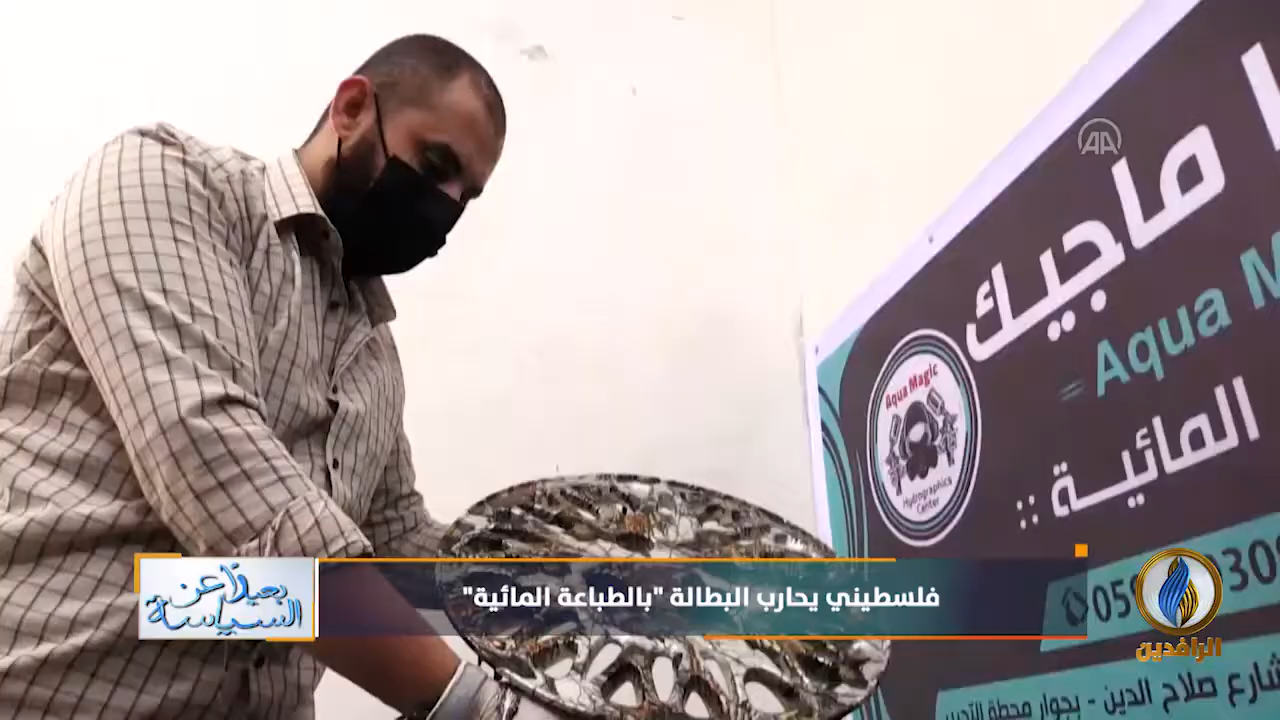 AA
ماجيك
Aqua M
المائية ::
Aqua Magic
Hydrographics
Center
شارع صلاح الدين - بجوار محطة
فلسطيني يحارب البطالة "بالطباعة المائية"
بعيدًا عن
السياسة
الرافدين